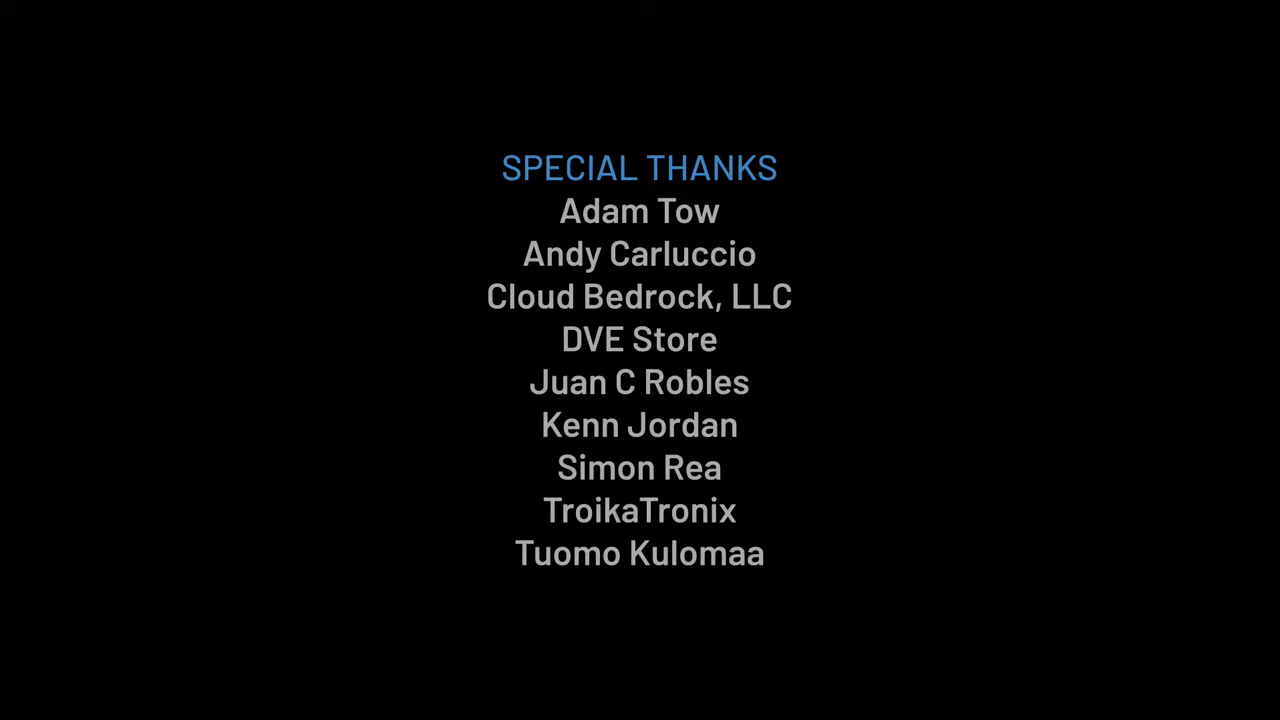 SPECIAL THANKS
Adam Tow
Andy Carluccio
Cloud Bedrock, LLC
DVE Store
Juan C Robles
Kenn Jordan
Simon Rea
TroikaTronix
Tuomo Kulomaa